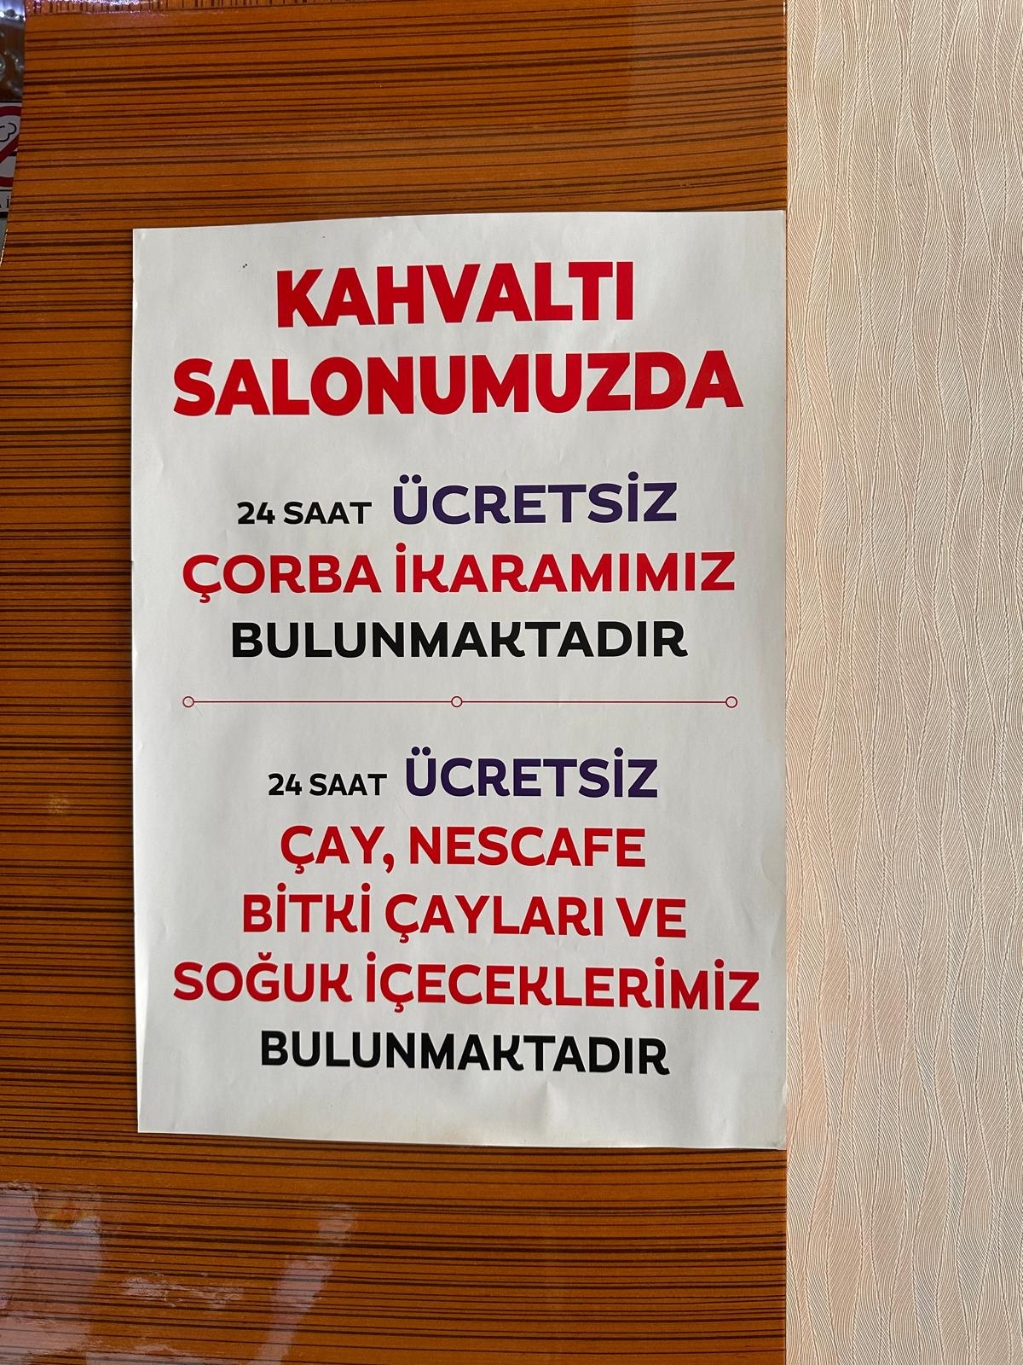 KAHVALTI
SALONUMUZDA
24 SAAT ÜCRETSİZ
ÇORBA İKARAMIMIZ
BULUNMAKTADIR
24 SAAT ÜCRETSİZ
ÇAY, NESCAFE
BİTKİ ÇAYLARI VE
SOĞUK İÇECEKLERİMİZ
BULUNMAKTADIR